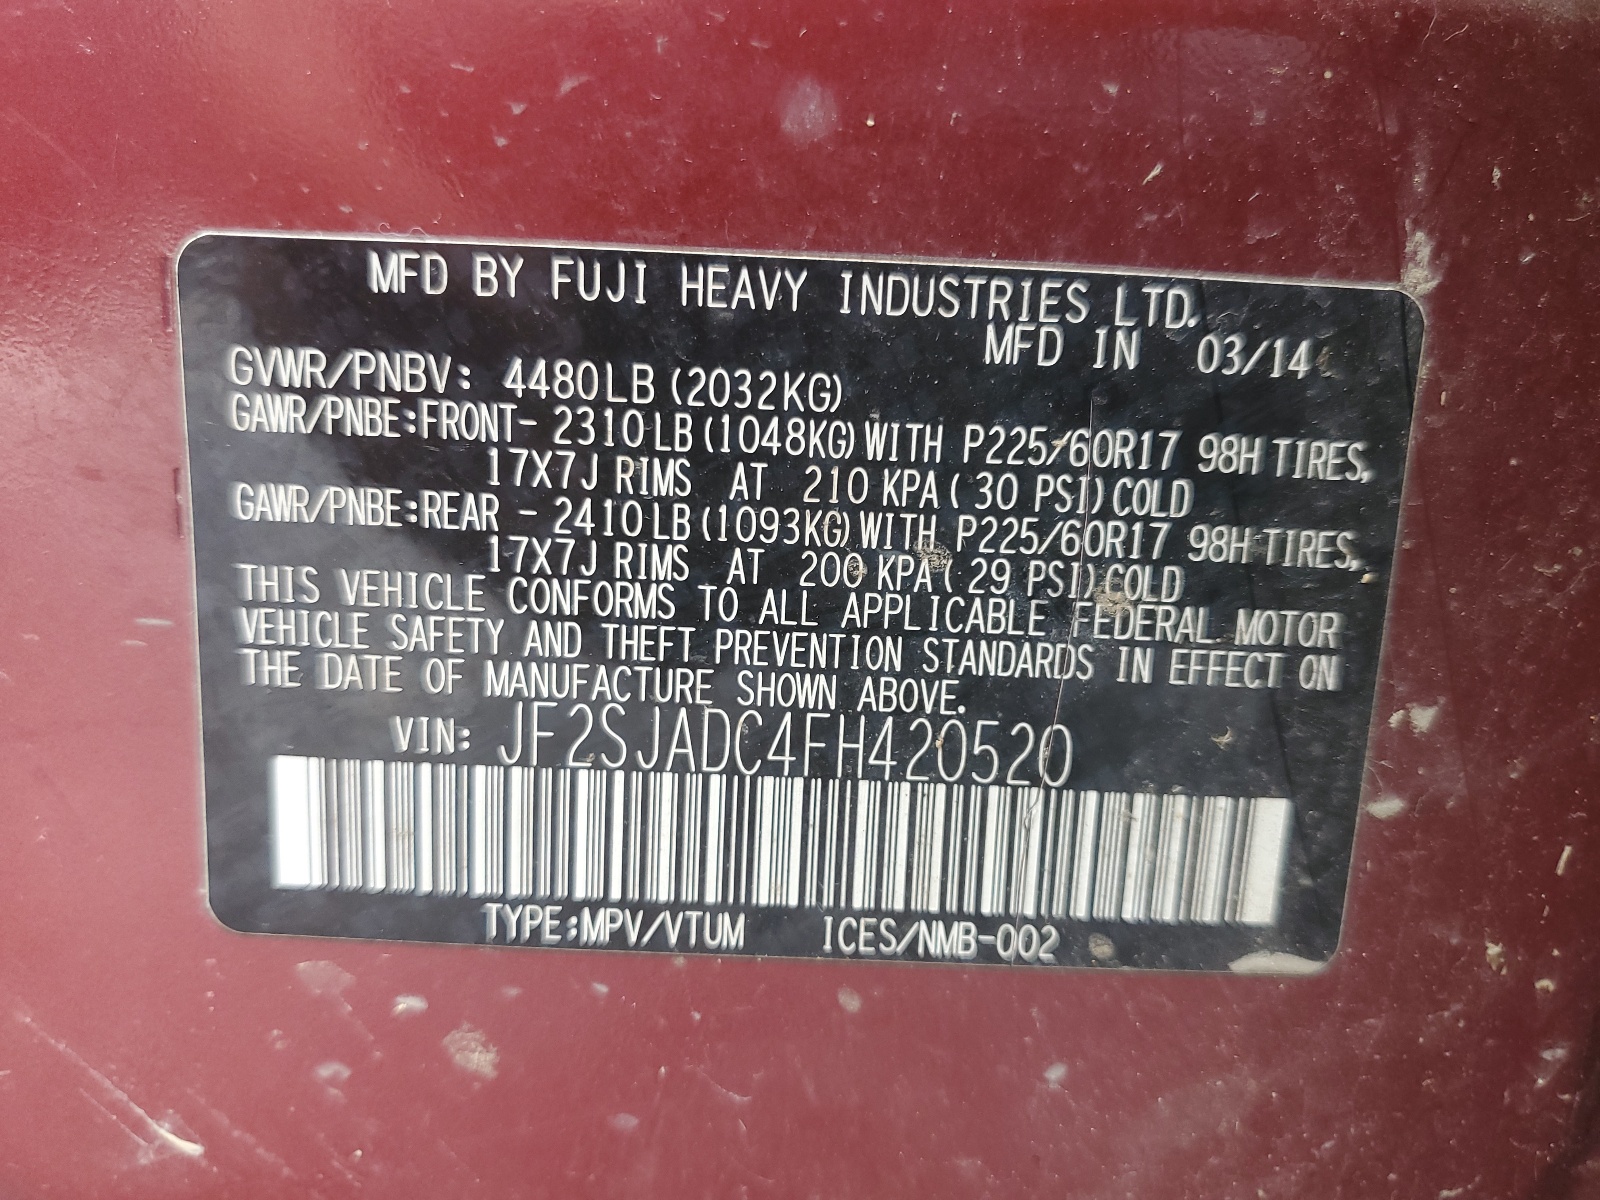 MFD BY FUJI HEAVY INDUSTRIES LTD.
MFD IN 03/14
GVWR/PNBV: 4480LB (2032KG)
GAWR/PNBE:FRONT- 2310LB(1048KG)WITH P225/60R17 98H TIRES,
17X7J RIMS AT 210 KPA( 30 PSI)COLD
GAWR/PNBE:REAR - 2410LB(1093KG)WITH P225/60R17 98H TIRES,
17X7J RIMS AT 200 KPA( 29 PSI)COLD
THIS VEHICLE CONFORMS TO ALL APPLICABLE FEDERAL MOTOR
VEHICLE SAFETY AND THEFT PREVENTION STANDARDS IN EFFECT ON
THE DATE OF MANUFACTURE SHOWN ABOVE.
VIN: JF2SJADC4FH420520
TYPE:MPV/VTUM ICES/NMB-002